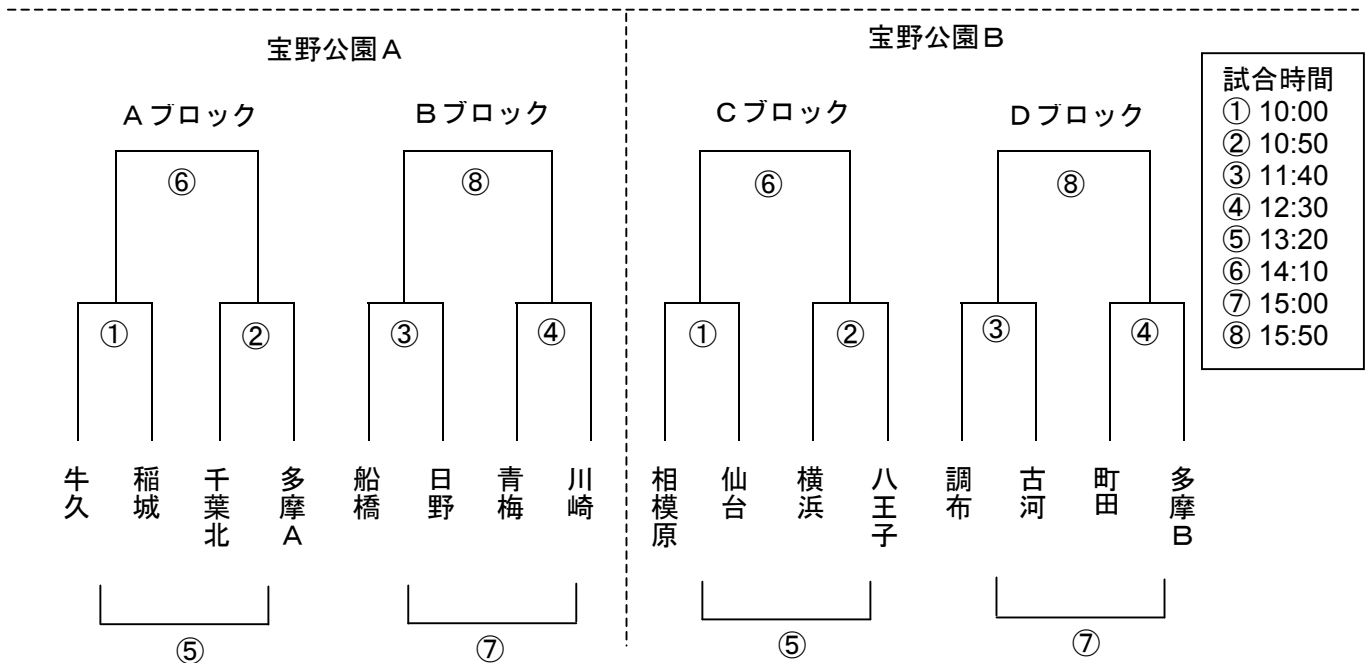 宝野公園A
宝野公園B
Aブロック
Bブロック
Cブロック
Dブロック
試合時間
① 10:00
② 10:50
③ 11:40
④ 12:30
⑤ 13:20
⑥ 14:10
⑦ 15:00
⑧ 15:50
⑥
⑧
⑥
⑧
①
②
③
④
①
②
③
④
牛久
稲城
千葉北
多摩A
船橋
日野
青梅
川崎
相模原
仙台
横浜
八王子
調布
古河
町田
多摩B
⑤
⑦
⑤
⑦